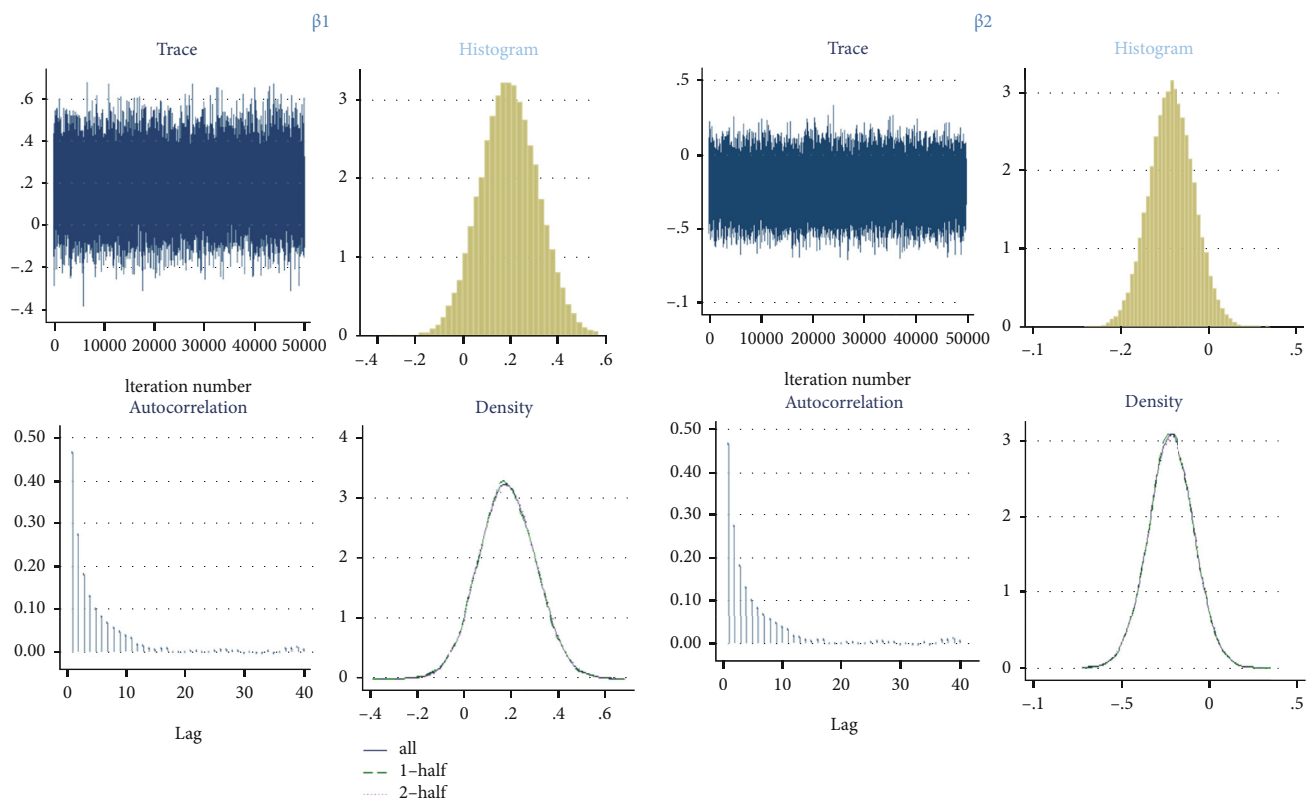 β1
Trace
.6
.4
.2
0
–.2
–.4
0 10000 20000 30000 40000 50000
Iteration number
Histogram
3
2
1
0
–.4 –.2 0 .2 .4 .6
Autocorrelation
0.50
0.40
0.30
0.20
0.10
0.00
0 10 20 30 40
Lag
Density
4
3
2
1
0
–.4 –.2 0 .2 .4 .6
all
1–half
2–half
β2
Trace
.5
0
–.5
–.1
0 10000 20000 30000 40000 50000
Iteration number
Histogram
3
2
1
0
–.1 –.2 0 .5
Autocorrelation
0.50
0.40
0.30
0.20
0.10
0.00
0 10 20 30 40
Lag
Density
3
2
1
0
–.1 –.5 0 .5